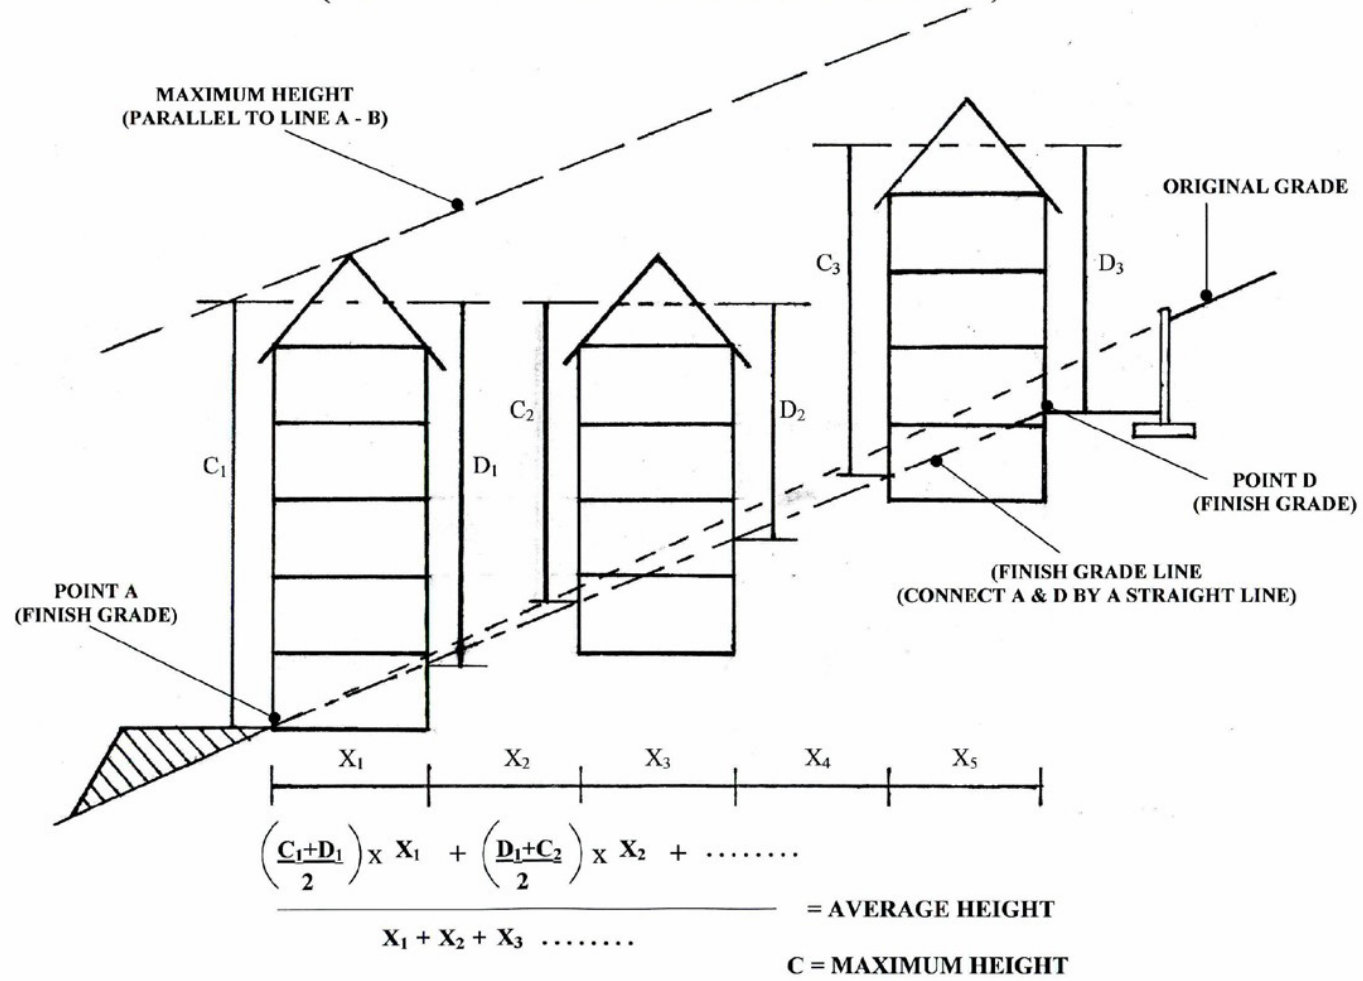 MAXIMUM HEIGHT
(PARALLEL TO LINE A - B)
ORIGINAL GRADE
C3
D3
C2
D2
C1
D1
POINT D
(FINISH GRADE)
(FINISH GRADE LINE
(CONNECT A & D BY A STRAIGHT LINE)
POINT A
(FINISH GRADE)
X1 X2 X3 X4 X5
(C1+D1 / 2) x X1 + (D1+C2 / 2) x X2 + ........
= AVERAGE HEIGHT
X1 + X2 + X3 ........
C = MAXIMUM HEIGHT